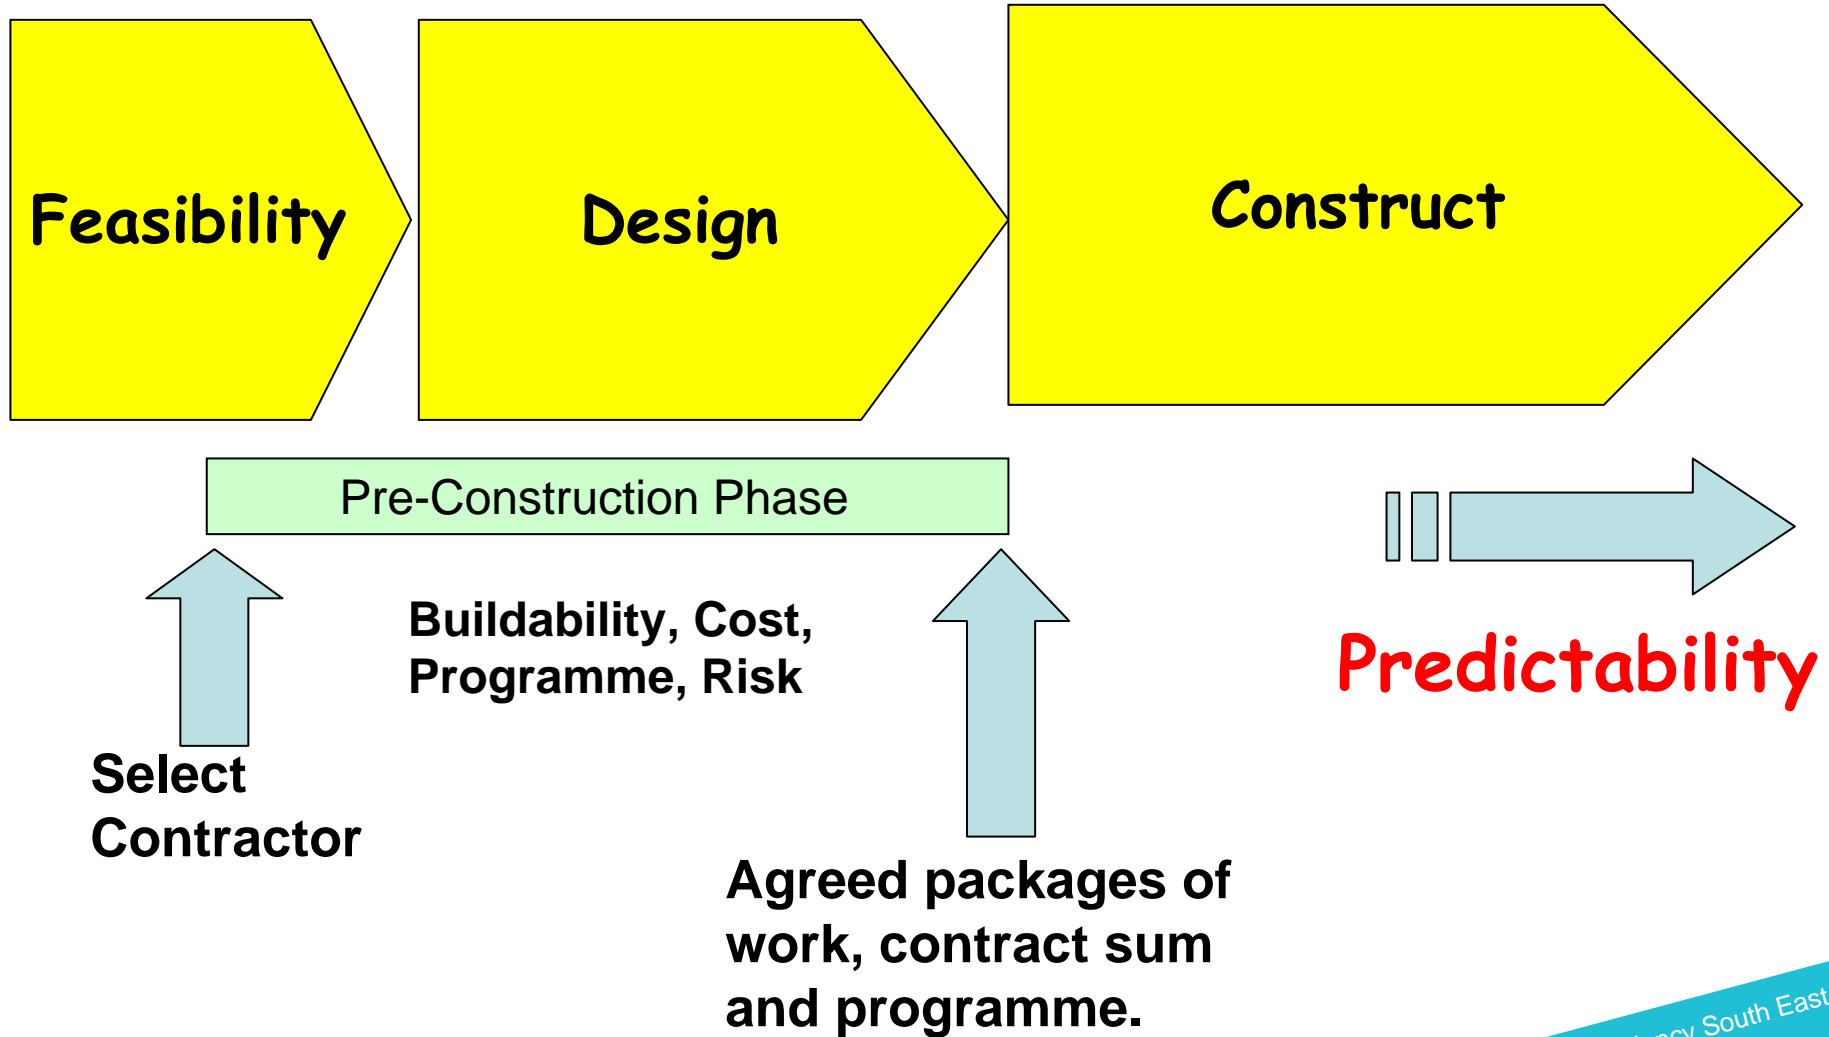 Feasibility
Design
Construct
Pre-Construction Phase
Buildability, Cost,
Programme, Risk
Predictability
Select
Contractor
Agreed packages of
work, contract sum
and programme.
South East